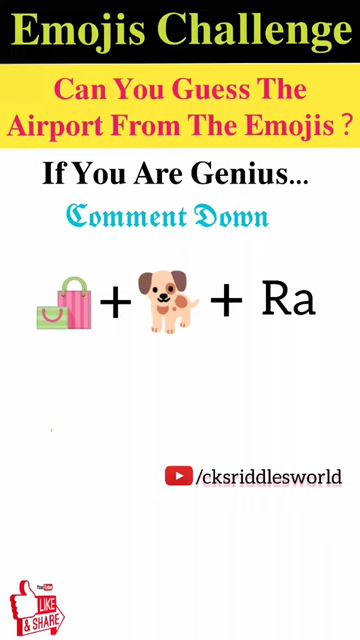 Emojis Challenge
Can You Guess The
Airport From The Emojis ?
If You Are Genius...
Comment Down
+ + Ra
/cksriddlesworld
YouTube
LIKE
& SHARE